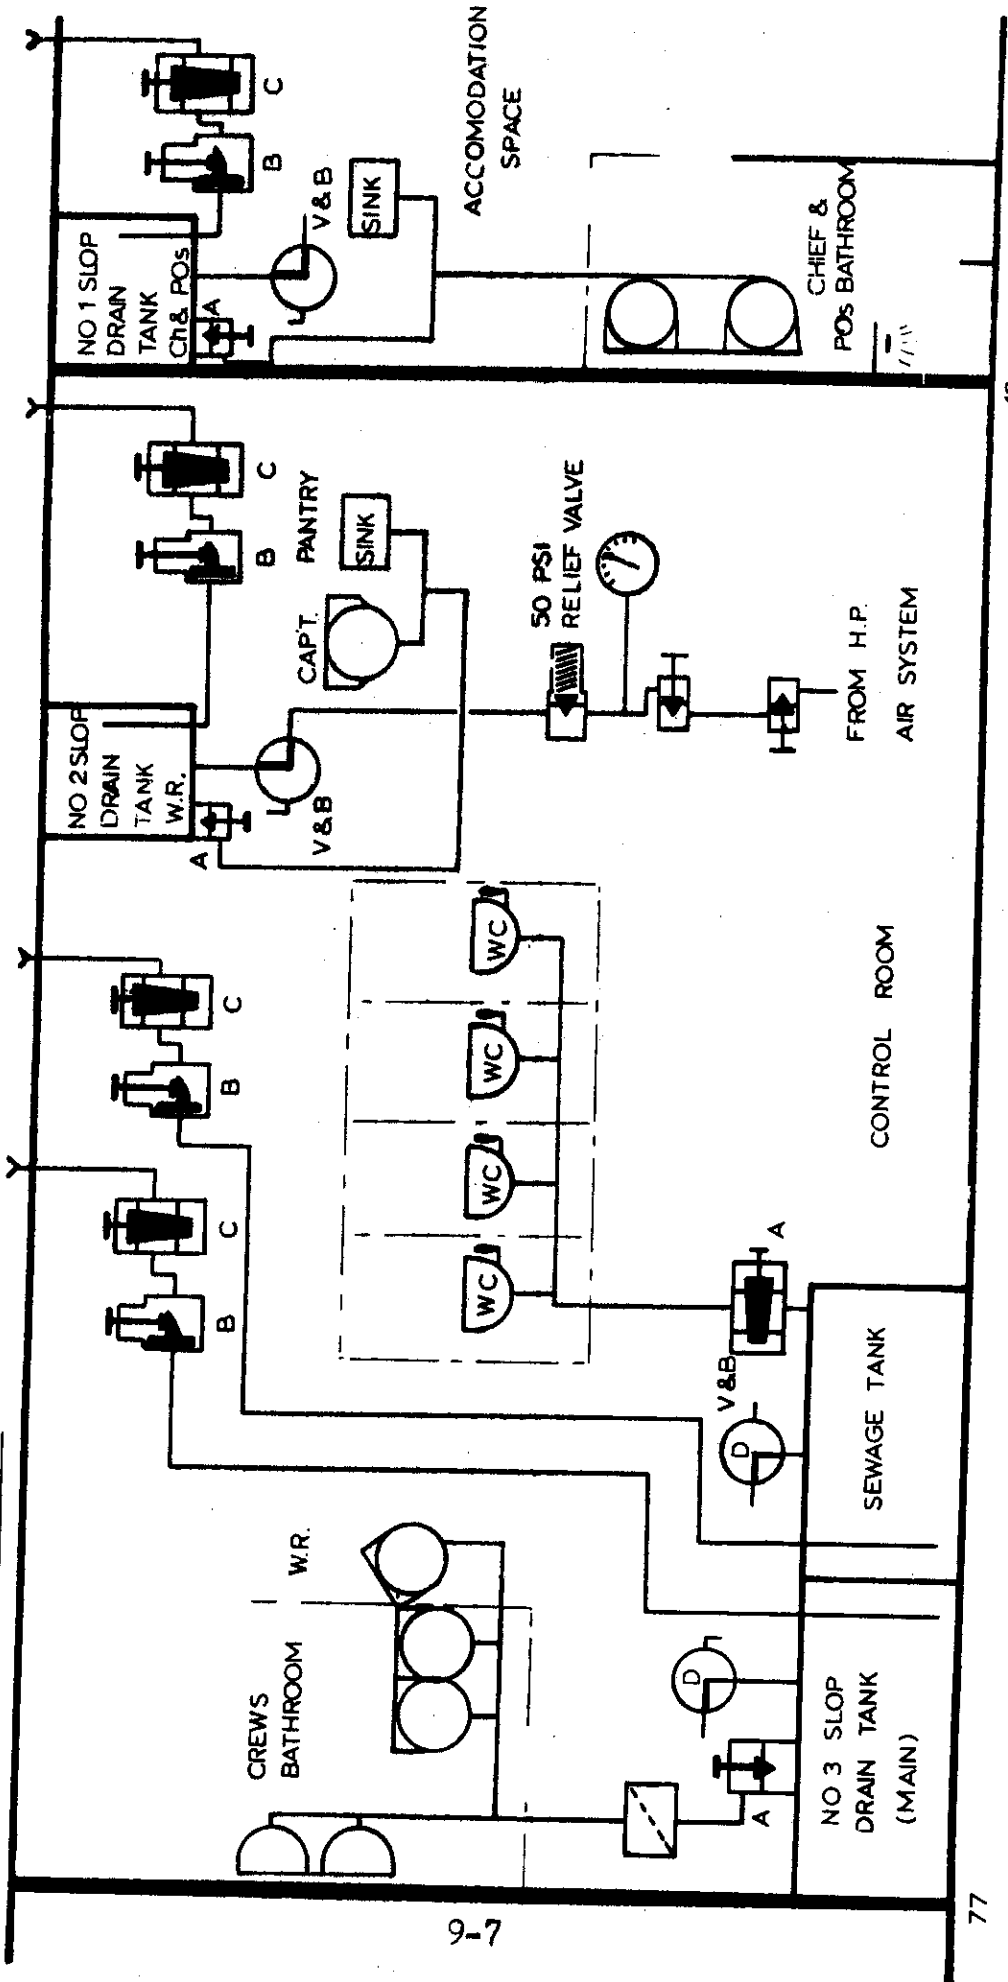 CREWS
BATHROOM
W.R.
A
D
NO 3 SLOP
DRAIN TANK
(MAIN)
B
C
B
C
WC
WC
WC
WC
V&B
D
A
SEWAGE TANK
CONTROL ROOM
NO 2 SLOP
DRAIN
TANK
W.R.
A
V&B
B
C
CAPT.
PANTRY
SINK
50 PSI
RELIEF VALVE
FROM H.P.
AIR SYSTEM
NO 1 SLOP
DRAIN
TANK
Ch & POs
A
V&B
B
C
SINK
ACCOMODATION
SPACE
CHIEF &
POs BATHROOM
77
9-7